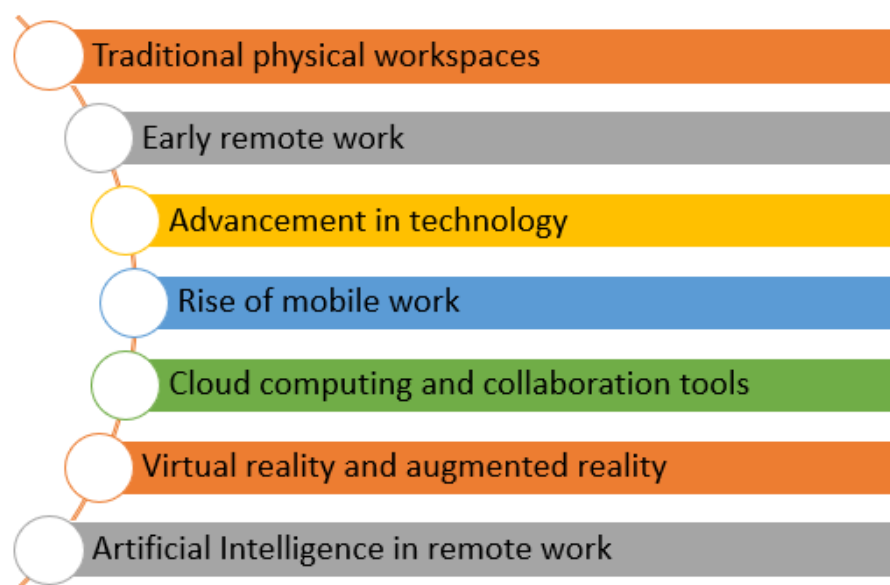 Traditional physical workspaces
Early remote work
Advancement in technology
Rise of mobile work
Cloud computing and collaboration tools
Virtual reality and augmented reality
Artificial Intelligence in remote work